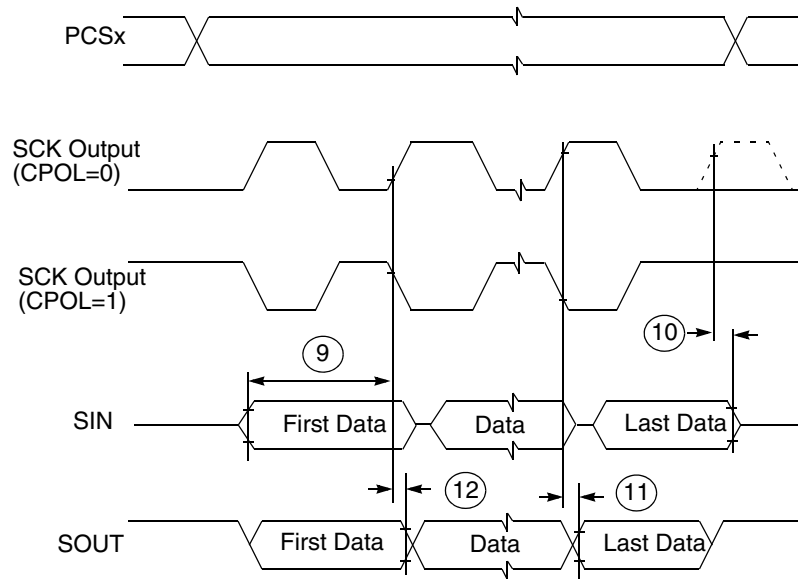 PCSx
SCK Output
(CPOL=0)
SCK Output
(CPOL=1)
10
9
SIN
First Data
Data
Last Data
12
11
SOUT
First Data
Data
Last Data